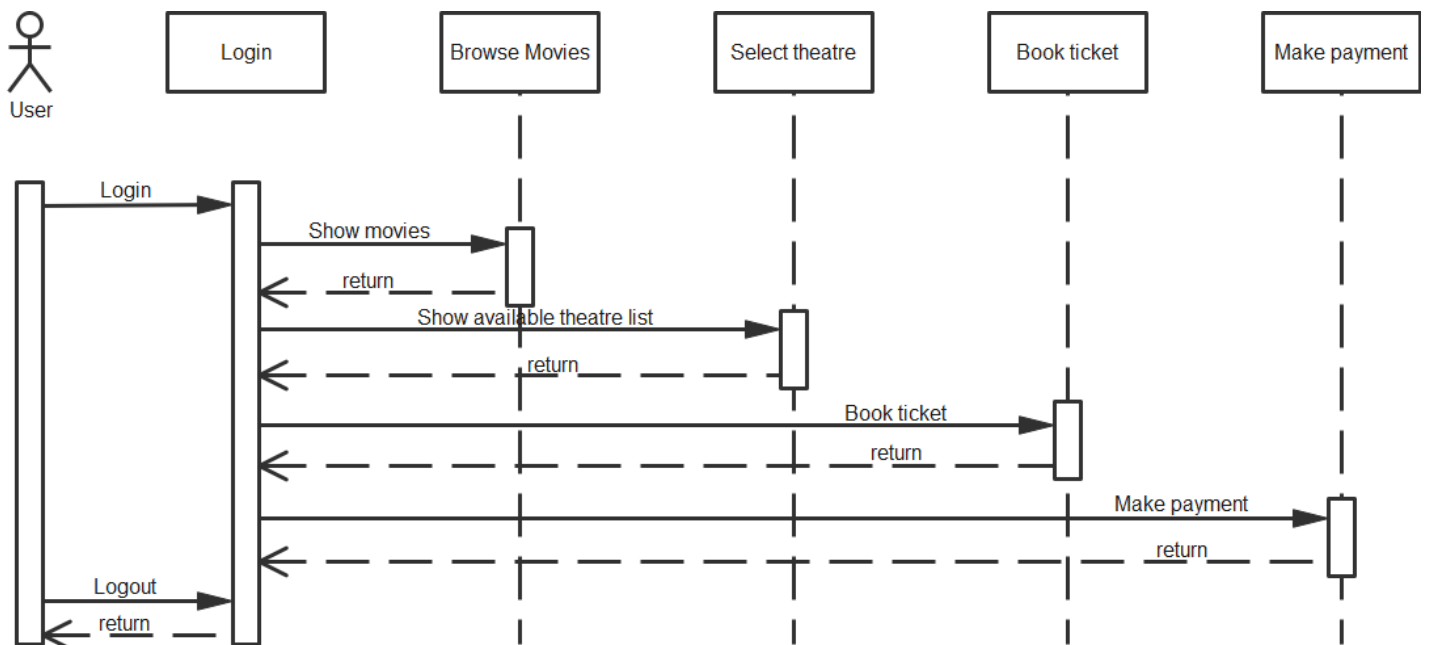 Login
Browse Movies
Select theatre
Book ticket
Make payment
User
Login
Show movies
return
Show available theatre list
return
Book ticket
return
Make payment
return
Logout
return